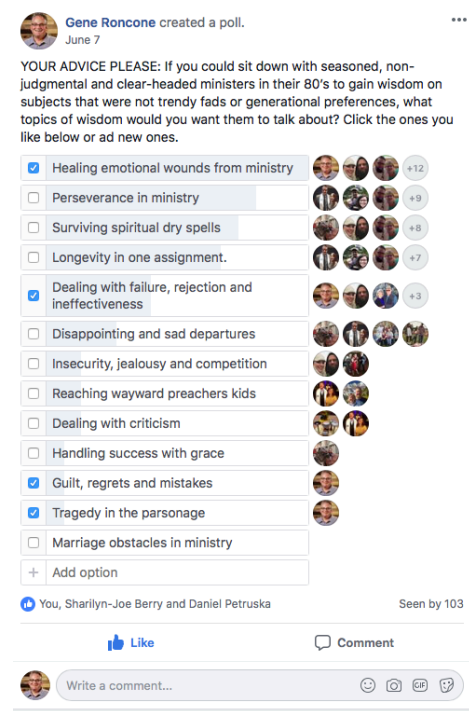 Gene Roncone created a poll.
June 7
YOUR ADVICE PLEASE: If you could sit down with seasoned, non-
judgmental and clear-headed ministers in their 80's to gain wisdom on
subjects that were not trendy fads or generational preferences, what
topics of wisdom would you want them to talk about? Click the ones you
like below or ad new ones.
Healing emotional wounds from ministry +12
Perseverance in ministry +9
Surviving spiritual dry spells +8
Longevity in one assignment. +7
Dealing with failure, rejection and
ineffectiveness +3
Disappointing and sad departures
Insecurity, jealousy and competition
Reaching wayward preachers kids
Dealing with criticism
Handling success with grace
Guilt, regrets and mistakes
Tragedy in the parsonage
Marriage obstacles in ministry
+ Add option
You, Sharilyn-Joe Berry and Daniel Petruska Seen by 103
Like Comment
Write a comment... GIF